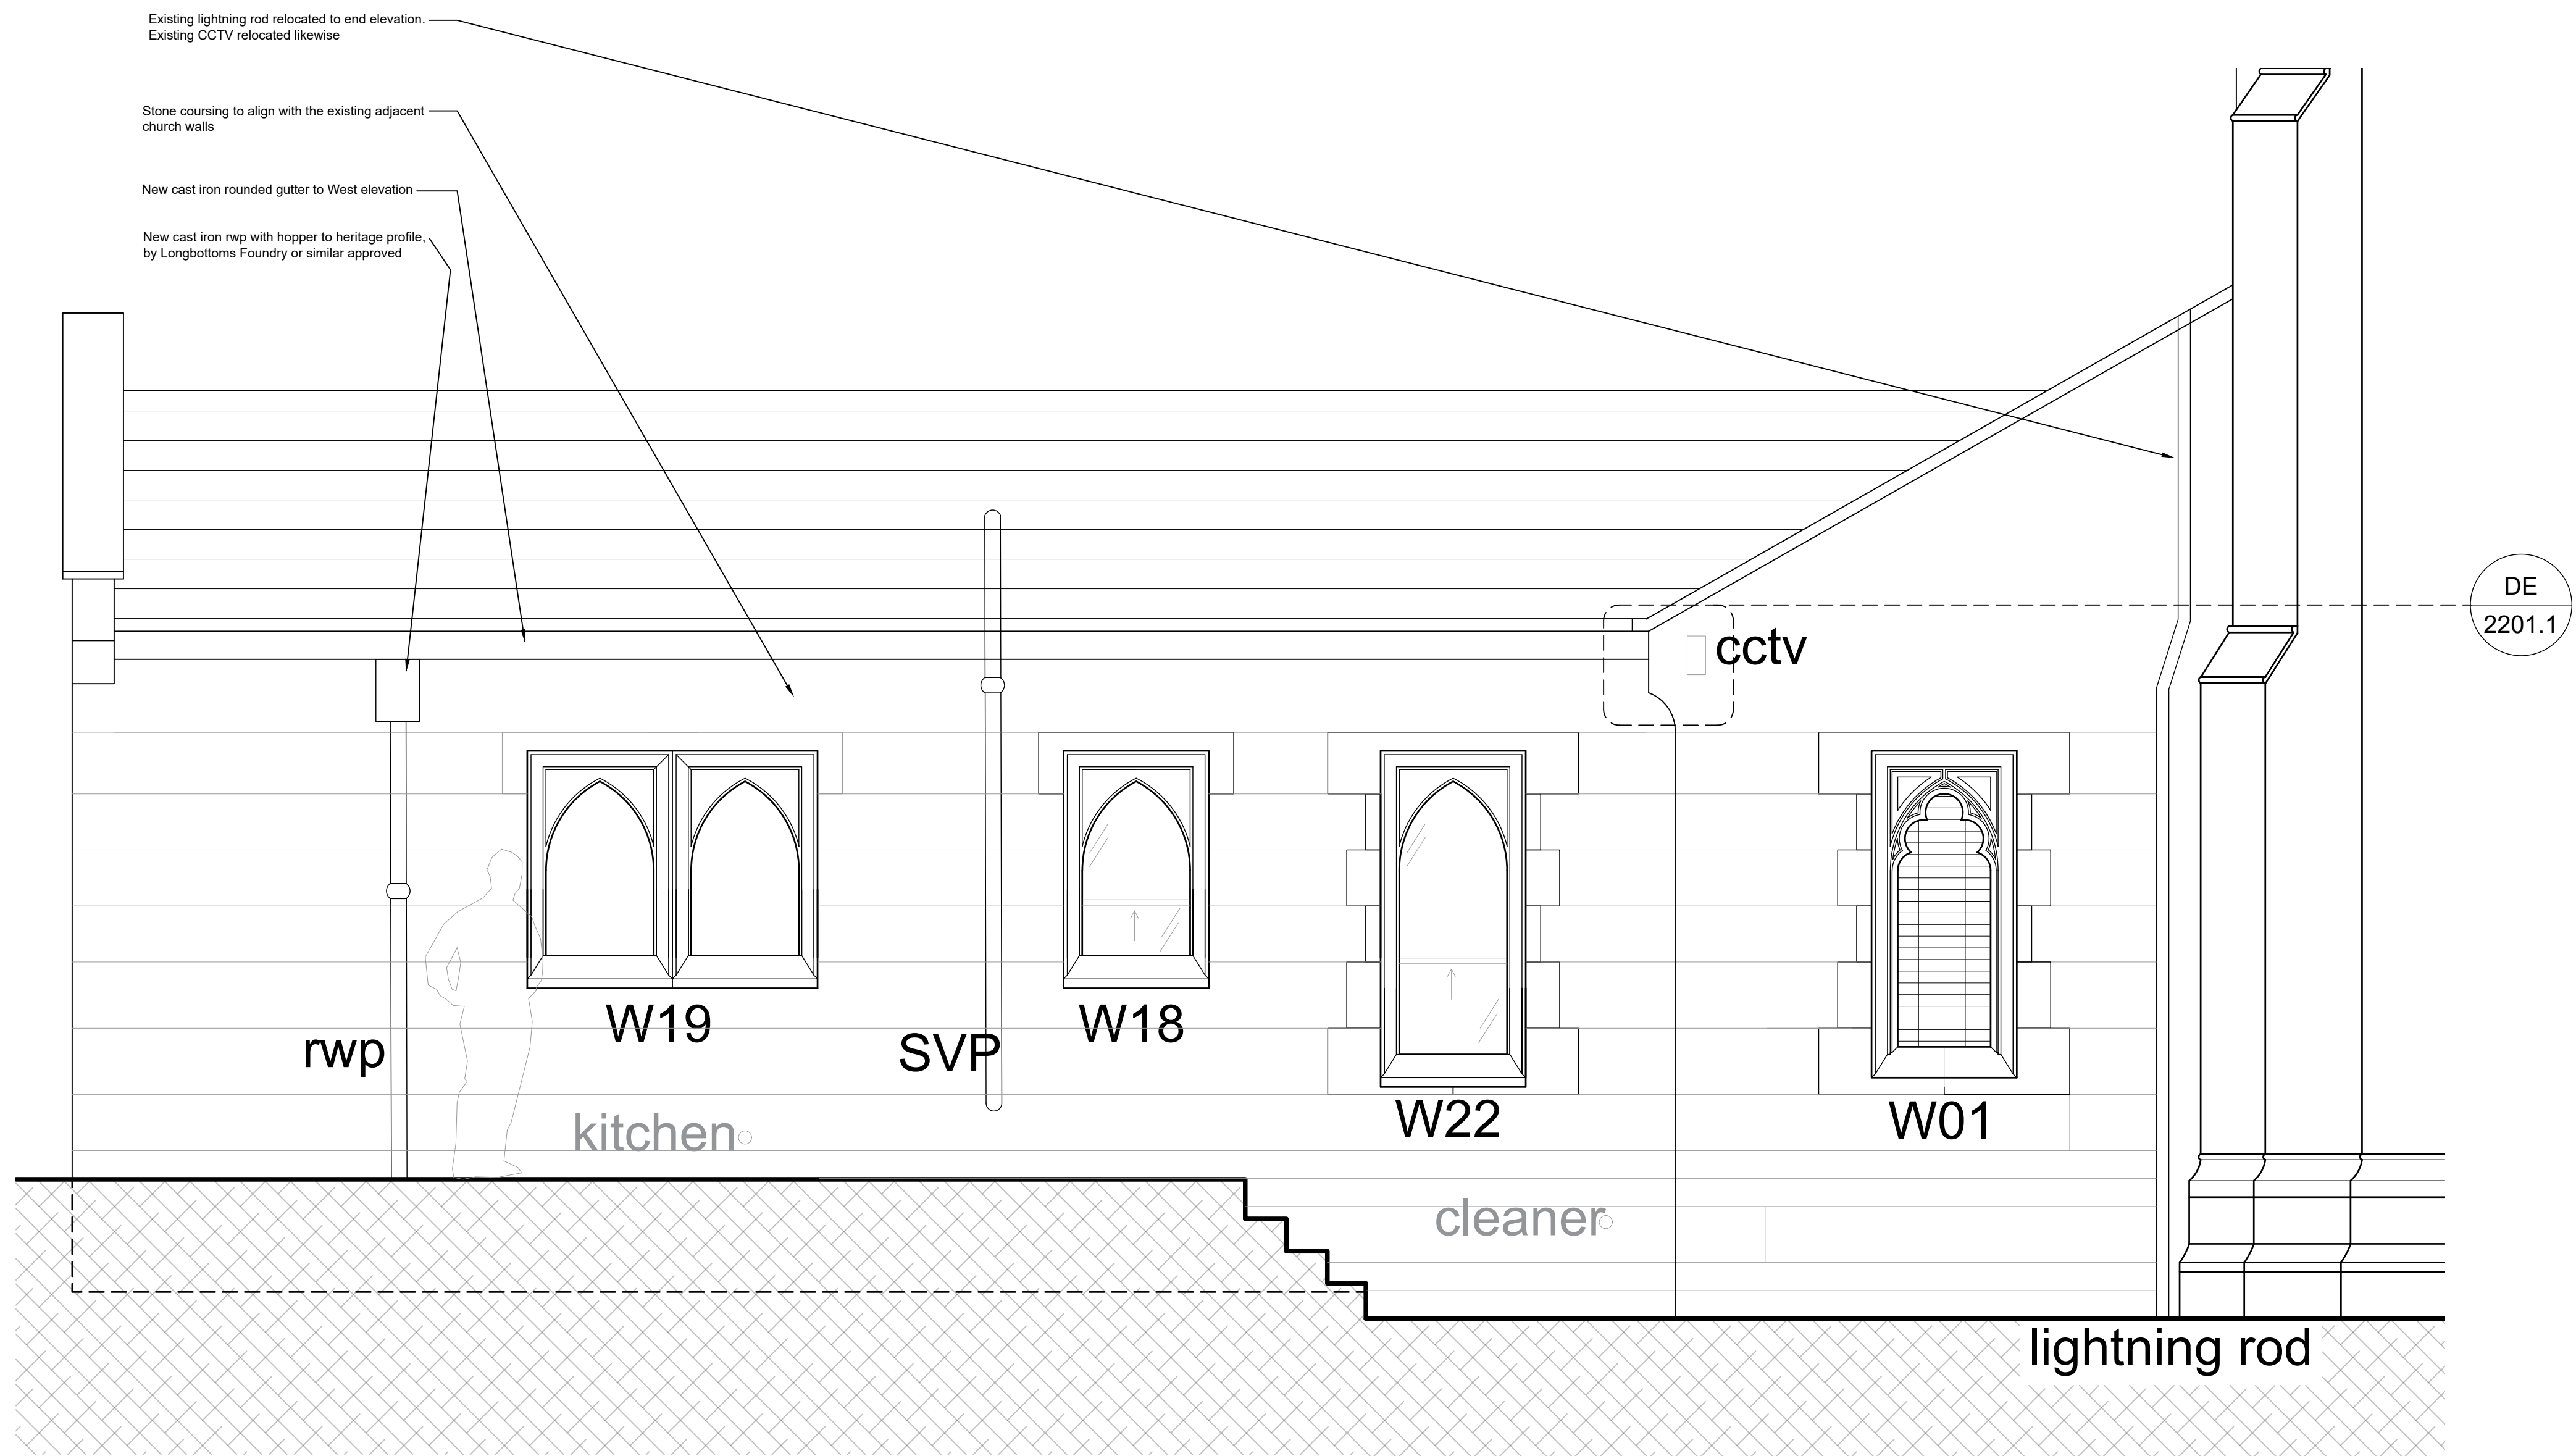 Existing lightning rod relocated to end elevation.
Existing CCTV relocated likewise
Stone coursing to align with the existing adjacent
church walls
New cast iron rounded gutter to West elevation
New cast iron rwp with hopper to heritage profile,
by Longbottoms Foundry or similar approved
DE
2201.1
cctv
W19
W18
rwp
SVP
W22
W01
kitchen
cleaner
lightning rod